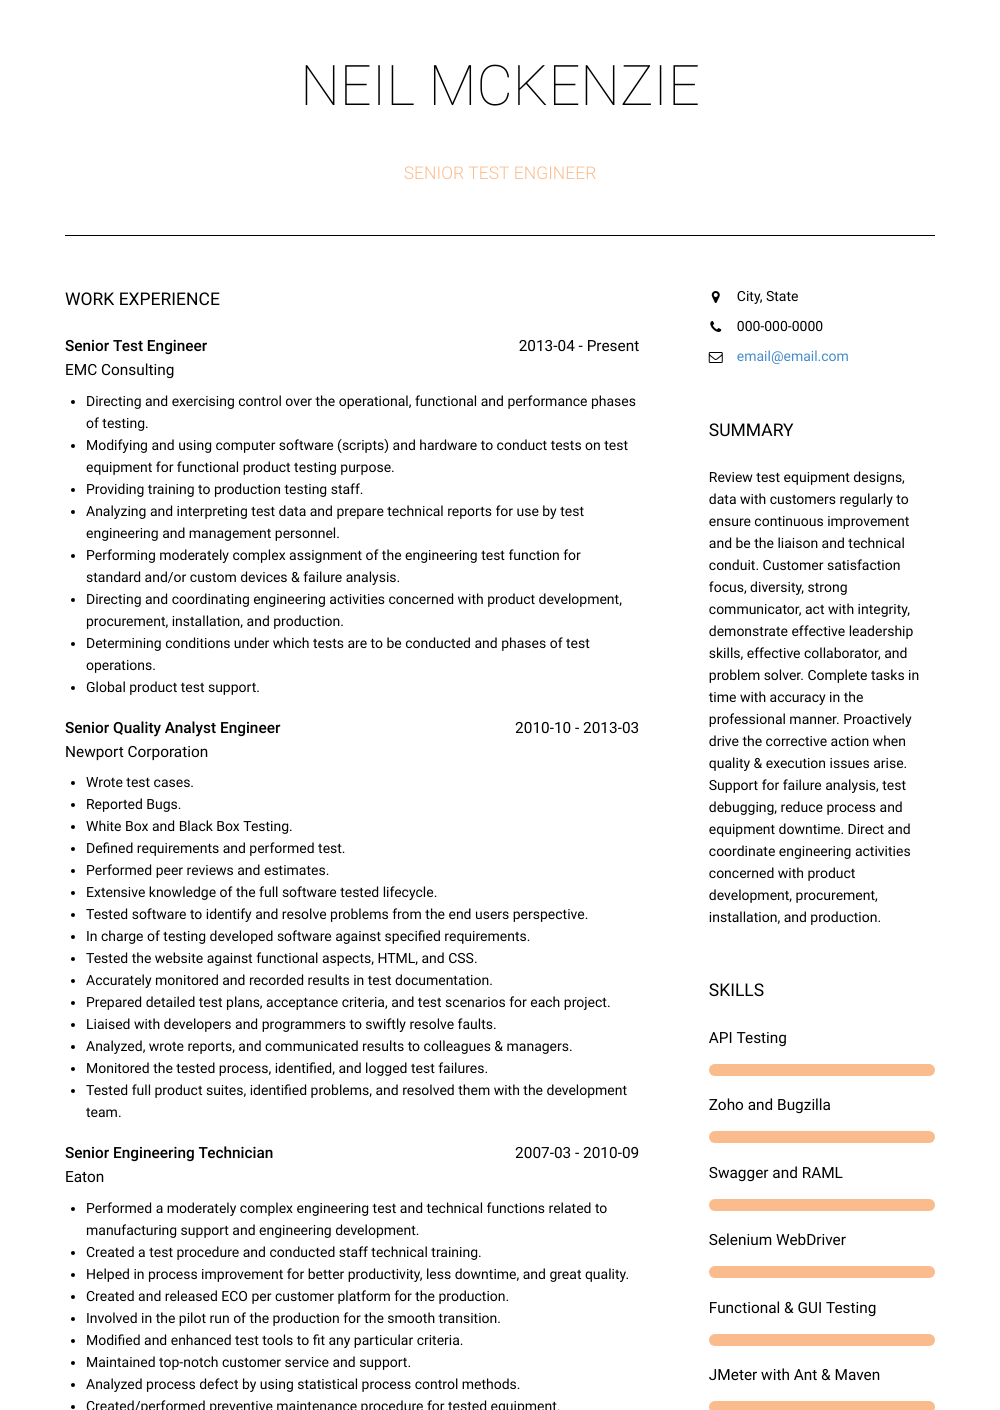 NEIL MCKENZIE
SENIOR TEST ENGINEER
WORK EXPERIENCE
Senior Test Engineer 2013-04 - Present
EMC Consulting
• Directing and exercising control over the operational, functional and performance phases
of testing.
• Modifying and using computer software (scripts) and hardware to conduct tests on test
equipment for functional product testing purpose.
• Providing training to production testing staff.
• Analyzing and interpreting test data and prepare technical reports for use by test
engineering and management personnel.
• Performing moderately complex assignment of the engineering test function for
standard and/or custom devices & failure analysis.
• Directing and coordinating engineering activities concerned with product development,
procurement, installation, and production.
• Determining conditions under which tests are to be conducted and phases of test
operations.
• Global product test support.
Senior Quality Analyst Engineer 2010-10 - 2013-03
Newport Corporation
• Wrote test cases.
• Reported Bugs.
• White Box and Black Box Testing.
• Defined requirements and performed test.
• Performed peer reviews and estimates.
• Extensive knowledge of the full software tested lifecycle.
• Tested software to identify and resolve problems from the end users perspective.
• In charge of testing developed software against specified requirements.
• Tested the website against functional aspects, HTML, and CSS.
• Accurately monitored and recorded results in test documentation.
• Prepared detailed test plans, acceptance criteria, and test scenarios for each project.
• Liaised with developers and programmers to swiftly resolve faults.
• Analyzed, wrote reports, and communicated results to colleagues & managers.
• Monitored the tested process, identified, and logged test failures.
• Tested full product suites, identified problems, and resolved them with the development
team.
Senior Engineering Technician 2007-03 - 2010-09
Eaton
• Performed a moderately complex engineering test and technical functions related to
manufacturing support and engineering development.
• Created a test procedure and conducted staff technical training.
• Helped in process improvement for better productivity, less downtime, and great quality.
• Created and released ECO per customer platform for the production.
• Involved in the pilot run of the production for the smooth transition.
• Modified and enhanced test tools to fit any particular criteria.
• Maintained top-notch customer service and support.
• Analyzed process defect by using statistical process control methods.
• Created/performed preventive maintenance procedure for tested equipment.
City, State
000-000-0000
email@email.com
SUMMARY
Review test equipment designs,
data with customers regularly to
ensure continuous improvement
and be the liaison and technical
conduit. Customer satisfaction
focus, diversity, strong
communicator, act with integrity,
demonstrate effective leadership
skills, effective collaborator, and
problem solver. Complete tasks in
time with accuracy in the
professional manner. Proactively
drive the corrective action when
quality & execution issues arise.
Support for failure analysis, test
debugging, reduce process and
equipment downtime. Direct and
coordinate engineering activities
concerned with product
development, procurement,
installation, and production.
SKILLS
API Testing
Zoho and Bugzilla
Swagger and RAML
Selenium WebDriver
Functional & GUI Testing
JMeter with Ant & Maven